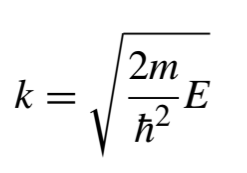 k = √(2m/ħ² E)